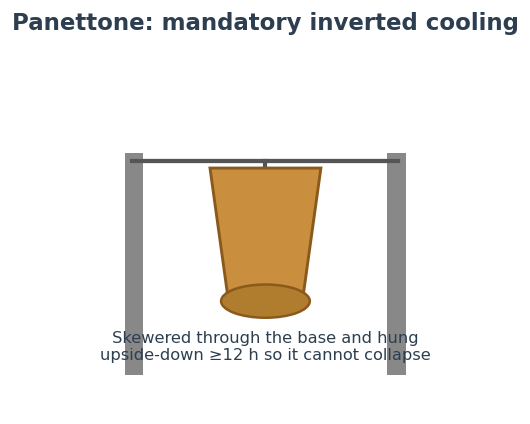 Panettone: mandatory inverted cooling
Skewered through the base and hung
upside-down ≥12 h so it cannot collapse